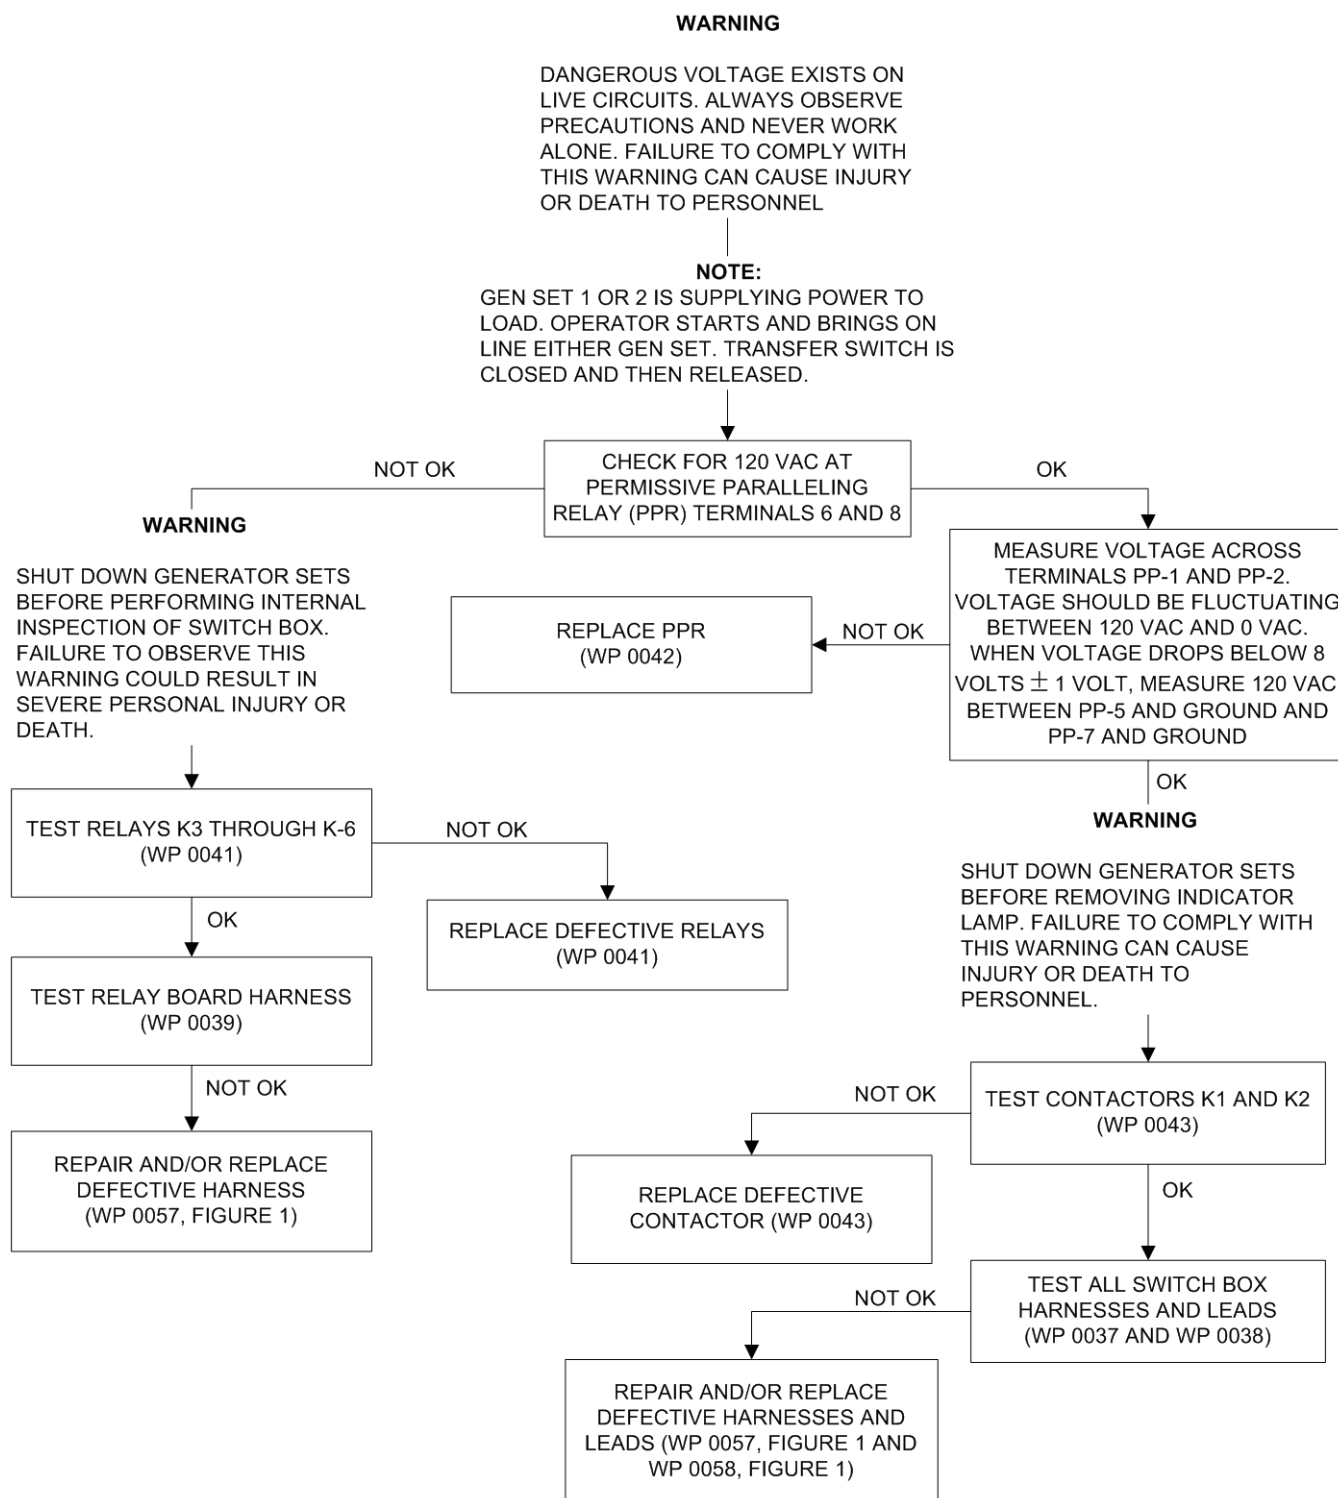 WARNING
DANGEROUS VOLTAGE EXISTS ON
LIVE CIRCUITS. ALWAYS OBSERVE
PRECAUTIONS AND NEVER WORK
ALONE. FAILURE TO COMPLY WITH
THIS WARNING CAN CAUSE INJURY
OR DEATH TO PERSONNEL
NOTE:
GEN SET 1 OR 2 IS SUPPLYING POWER TO
LOAD. OPERATOR STARTS AND BRINGS ON
LINE EITHER GEN SET. TRANSFER SWITCH IS
CLOSED AND THEN RELEASED.
CHECK FOR 120 VAC AT
PERMISSIVE PARALLELING
RELAY (PPR) TERMINALS 6 AND 8
NOT OK
OK
WARNING
SHUT DOWN GENERATOR SETS
BEFORE PERFORMING INTERNAL
INSPECTION OF SWITCH BOX.
FAILURE TO OBSERVE THIS
WARNING COULD RESULT IN
SEVERE PERSONAL INJURY OR
DEATH.
MEASURE VOLTAGE ACROSS
TERMINALS PP-1 AND PP-2.
VOLTAGE SHOULD BE FLUCTUATING
BETWEEN 120 VAC AND 0 VAC.
WHEN VOLTAGE DROPS BELOW 8
VOLTS ± 1 VOLT, MEASURE 120 VAC
BETWEEN PP-5 AND GROUND AND
PP-7 AND GROUND
NOT OK
REPLACE PPR
(WP 0042)
OK
TEST RELAYS K3 THROUGH K-6
(WP 0041)
NOT OK
REPLACE DEFECTIVE RELAYS
(WP 0041)
OK
TEST RELAY BOARD HARNESS
(WP 0039)
NOT OK
REPAIR AND/OR REPLACE
DEFECTIVE HARNESS
(WP 0057, FIGURE 1)
WARNING
SHUT DOWN GENERATOR SETS
BEFORE REMOVING INDICATOR
LAMP. FAILURE TO COMPLY WITH
THIS WARNING CAN CAUSE
INJURY OR DEATH TO
PERSONNEL.
TEST CONTACTORS K1 AND K2
(WP 0043)
NOT OK
REPLACE DEFECTIVE
CONTACTOR (WP 0043)
OK
TEST ALL SWITCH BOX
HARNESSES AND LEADS
(WP 0037 AND WP 0038)
NOT OK
REPAIR AND/OR REPLACE
DEFECTIVE HARNESSES AND
LEADS (WP 0057, FIGURE 1 AND
WP 0058, FIGURE 1)